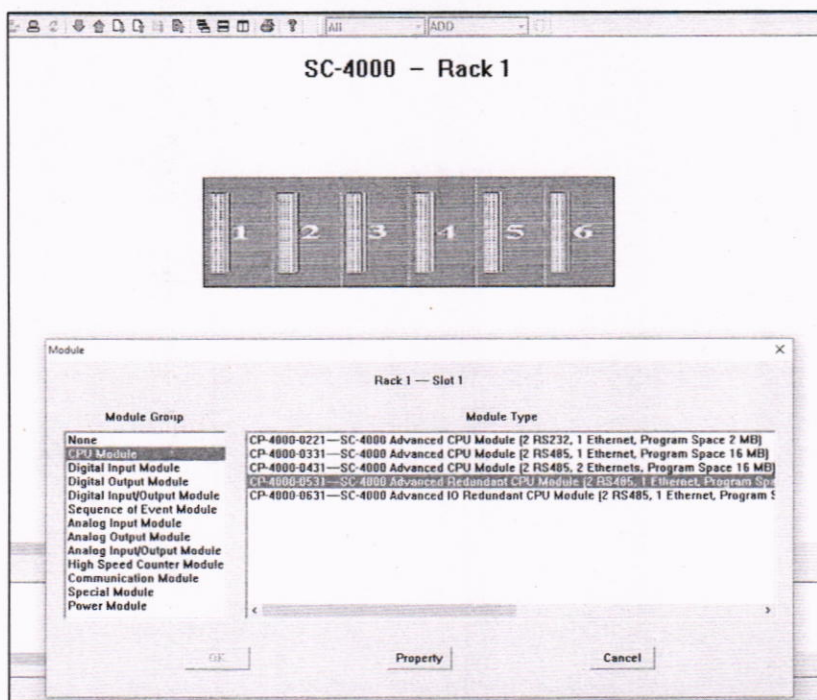 All ADD
SC-4000 – Rack 1
1 2 3 4 5 6
Module
Rack 1 — Slot 1
Module Group
None
CPU Module
Digital Input Module
Digital Output Module
Digital Input/Output Module
Sequence of Event Module
Analog Input Module
Analog Output Module
Analog Input/Output Module
High Speed Counter Module
Communication Module
Special Module
Power Module
Module Type
CP-4000-0221—SC-4000 Advanced CPU Module [2 RS232, 1 Ethernet, Program Space 2 MB]
CP-4000-0331—SC-4000 Advanced CPU Module [2 RS485, 1 Ethernet, Program Space 16 MB]
CP-4000-0431—SC-4000 Advanced CPU Module [2 RS485, 2 Ethernets, Program Space 16 MB]
CP-4000-0531—SC-4000 Advanced Redundant CPU Module [2 RS485, 1 Ethernet, Program Spa
CP-4000-0631—SC-4000 Advanced IO Redundant CPU Module [2 RS485, 1 Ethernet, Program S
OK Property Cancel